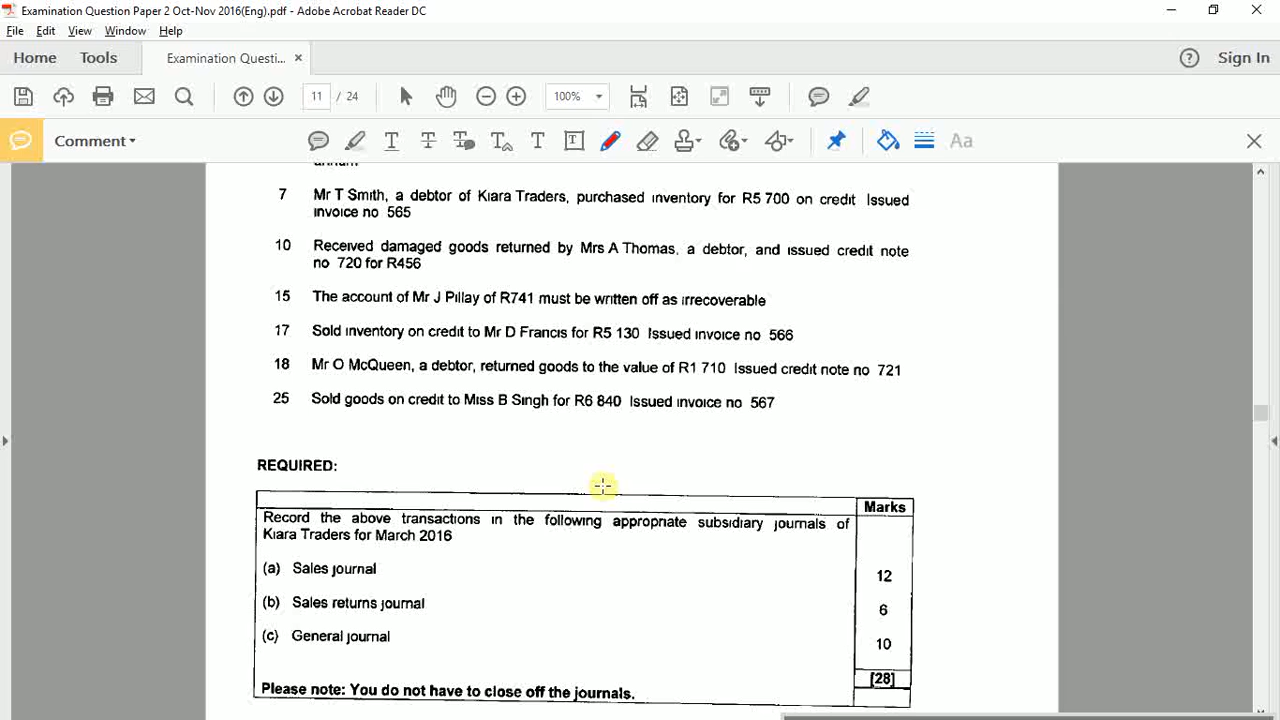 Examination Question Paper 2 Oct-Nov 2016(Eng).pdf - Adobe Acrobat Reader DC
File Edit View Window Help
Home Tools Examination Questi... × Sign In
11 / 24 100%
Comment
annum
7 Mr T Smith, a debtor of Kiara Traders, purchased inventory for R5 700 on credit Issued
invoice no 565
10 Received damaged goods returned by Mrs A Thomas, a debtor, and issued credit note
no 720 for R456
15 The account of Mr J Pillay of R741 must be written off as irrecoverable
17 Sold inventory on credit to Mr D Francis for R5 130 Issued invoice no 566
18 Mr O McQueen, a debtor, returned goods to the value of R1 710 Issued credit note no 721
25 Sold goods on credit to Miss B Singh for R6 840 Issued invoice no 567
REQUIRED:
Marks
Record the above transactions in the following appropriate subsidiary journals of
Kiara Traders for March 2016
(a) Sales journal 12
(b) Sales returns journal 6
(c) General journal 10
[28]
Please note: You do not have to close off the journals.